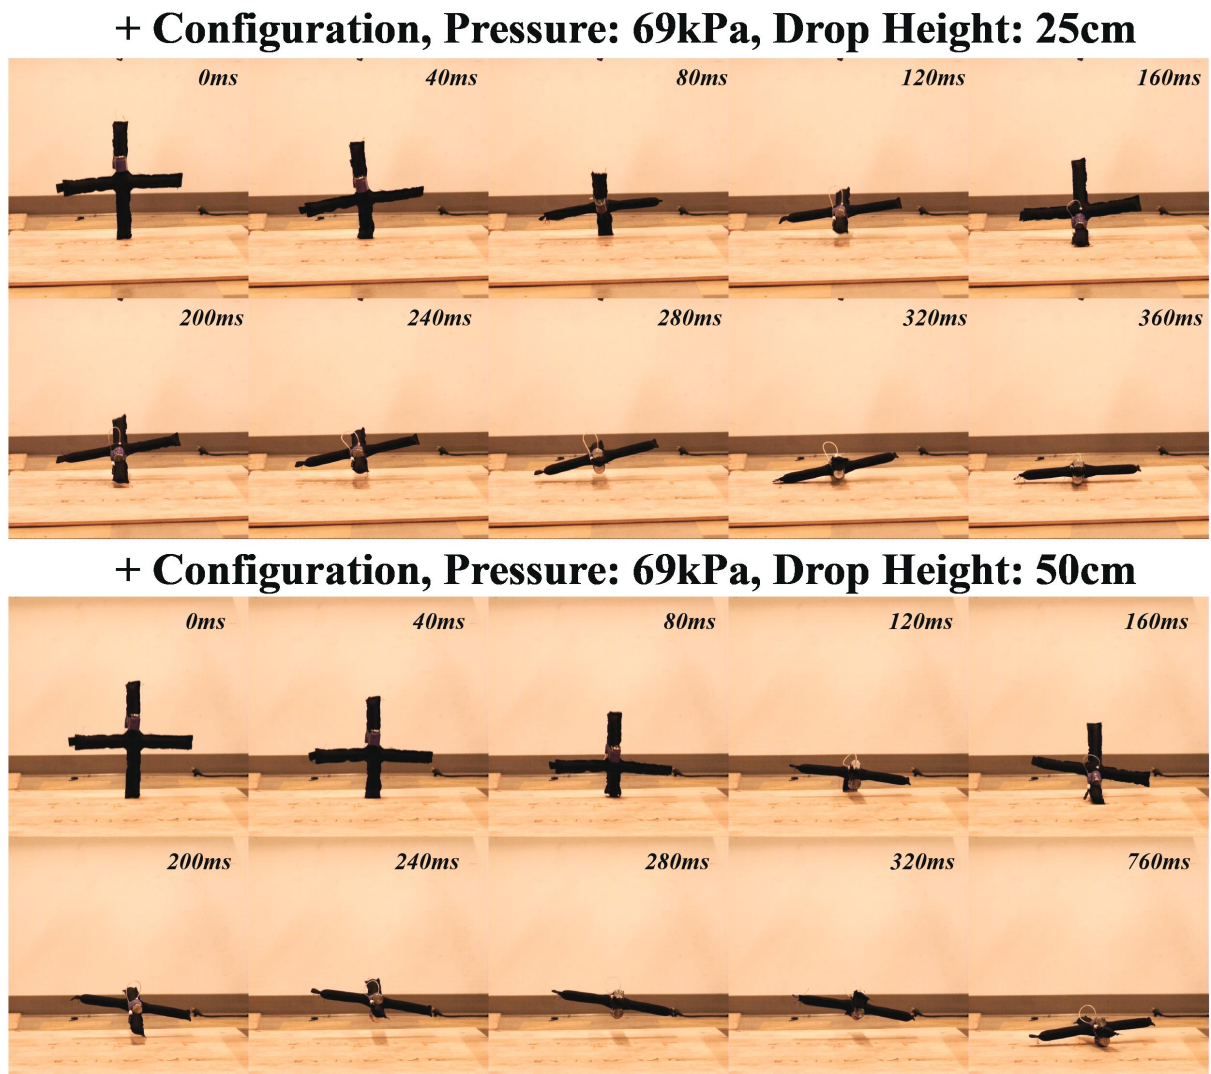 + Configuration, Pressure: 69kPa, Drop Height: 25cm
0ms 40ms 80ms 120ms 160ms
200ms 240ms 280ms 320ms 360ms
+ Configuration, Pressure: 69kPa, Drop Height: 50cm
0ms 40ms 80ms 120ms 160ms
200ms 240ms 280ms 320ms 760ms